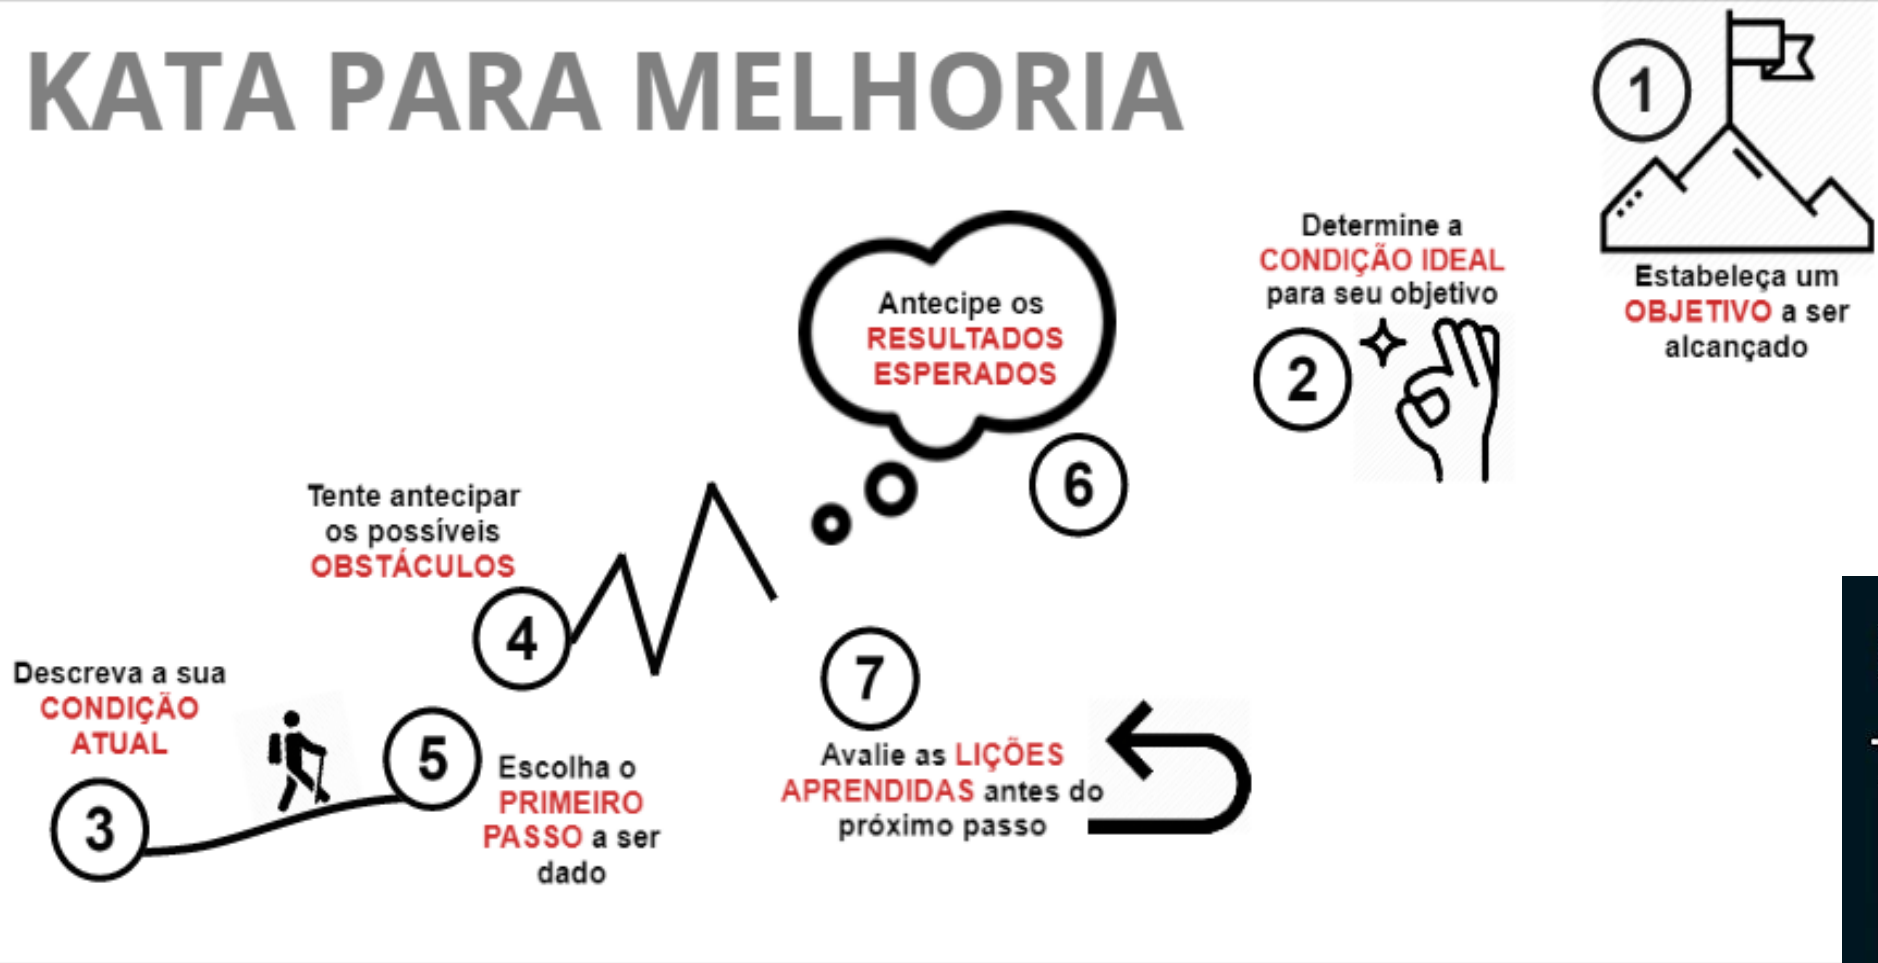 KATA PARA MELHORIA
1
Estabeleça um
OBJETIVO a ser
alcançado
Determine a
CONDIÇÃO IDEAL
para seu objetivo
2
Descreva a sua
CONDIÇÃO
ATUAL
3
Tente antecipar
os possíveis
OBSTÁCULOS
4
5
Escolha o
PRIMEIRO
PASSO a ser
dado
Antecipe os
RESULTADOS
ESPERADOS
6
7
Avalie as LIÇÕES
APRENDIDAS antes do
próximo passo